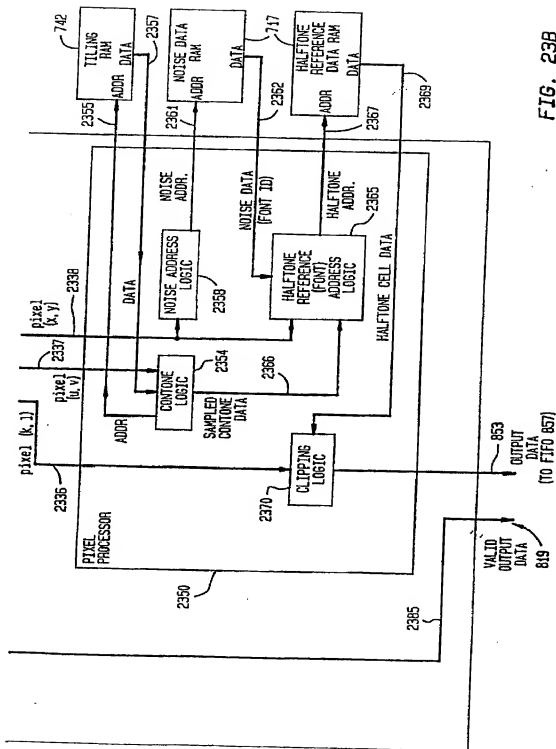 742
TILING
RAM
ADDR
DATA
2355
2357
NOISE DATA
RAM
DATA
717
2361
2362
HALFTONE
REFERENCE
DATA RAM
ADDR
DATA
2367
2369
NOISE
ADDR.
NOISE DATA
(FONT ID)
HALFTONE
ADDR.
2365
NOISE ADDRESS
LOGIC
2358
HALFTONE
REFERENCE
(FONT)
ADDRESS
LOGIC
HALFTONE CELL DATA
pixel
(x, y)
2338
2337
pixel
(u, v)
DATA
CONTONE
LOGIC
2354
ADDR
SAMPLED
CONTONE
DATA
2366
pixel (k, l)
2336
CLIPPING
LOGIC
2370
PIXEL
PROCESSOR
2350
853
OUTPUT
DATA
(TO FIFO 857)
VALID
OUTPUT
DATA
819
2385
FIG. 23B